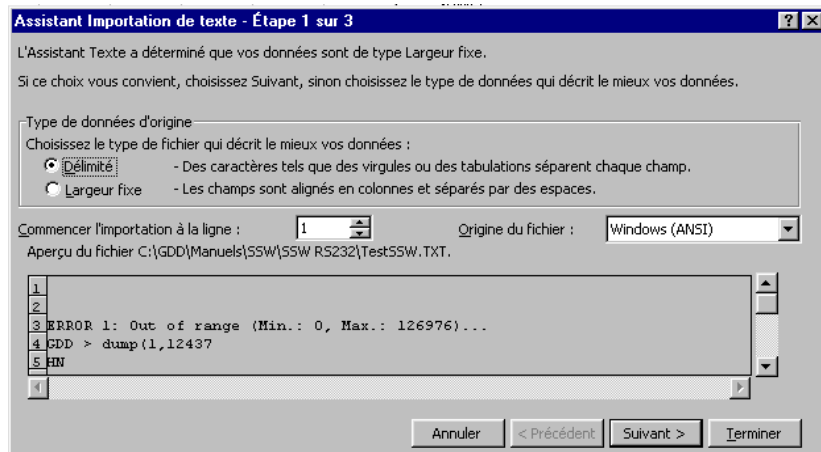 Assistant Importation de texte - Étape 1 sur 3
L'Assistant Texte a déterminé que vos données sont de type Largeur fixe.
Si ce choix vous convient, choisissez Suivant, sinon choisissez le type de données qui décrit le mieux vos données.
Type de données d'origine
Choisissez le type de fichier qui décrit le mieux vos données :
Délimité - Des caractères tels que des virgules ou des tabulations séparent chaque champ.
Largeur fixe - Les champs sont alignés en colonnes et séparés par des espaces.
Commencer l'importation à la ligne : 1 Origine du fichier : Windows (ANSI)
Aperçu du fichier C:\GDD\Manuels\SSW\SSW RS232\TestSSW.TXT.
1
2
3 ERROR 1: Out of range (Min.: 0, Max.: 126976)...
4 GDD > dump(1,12437
5 HN
Annuler < Précédent Suivant > Terminer